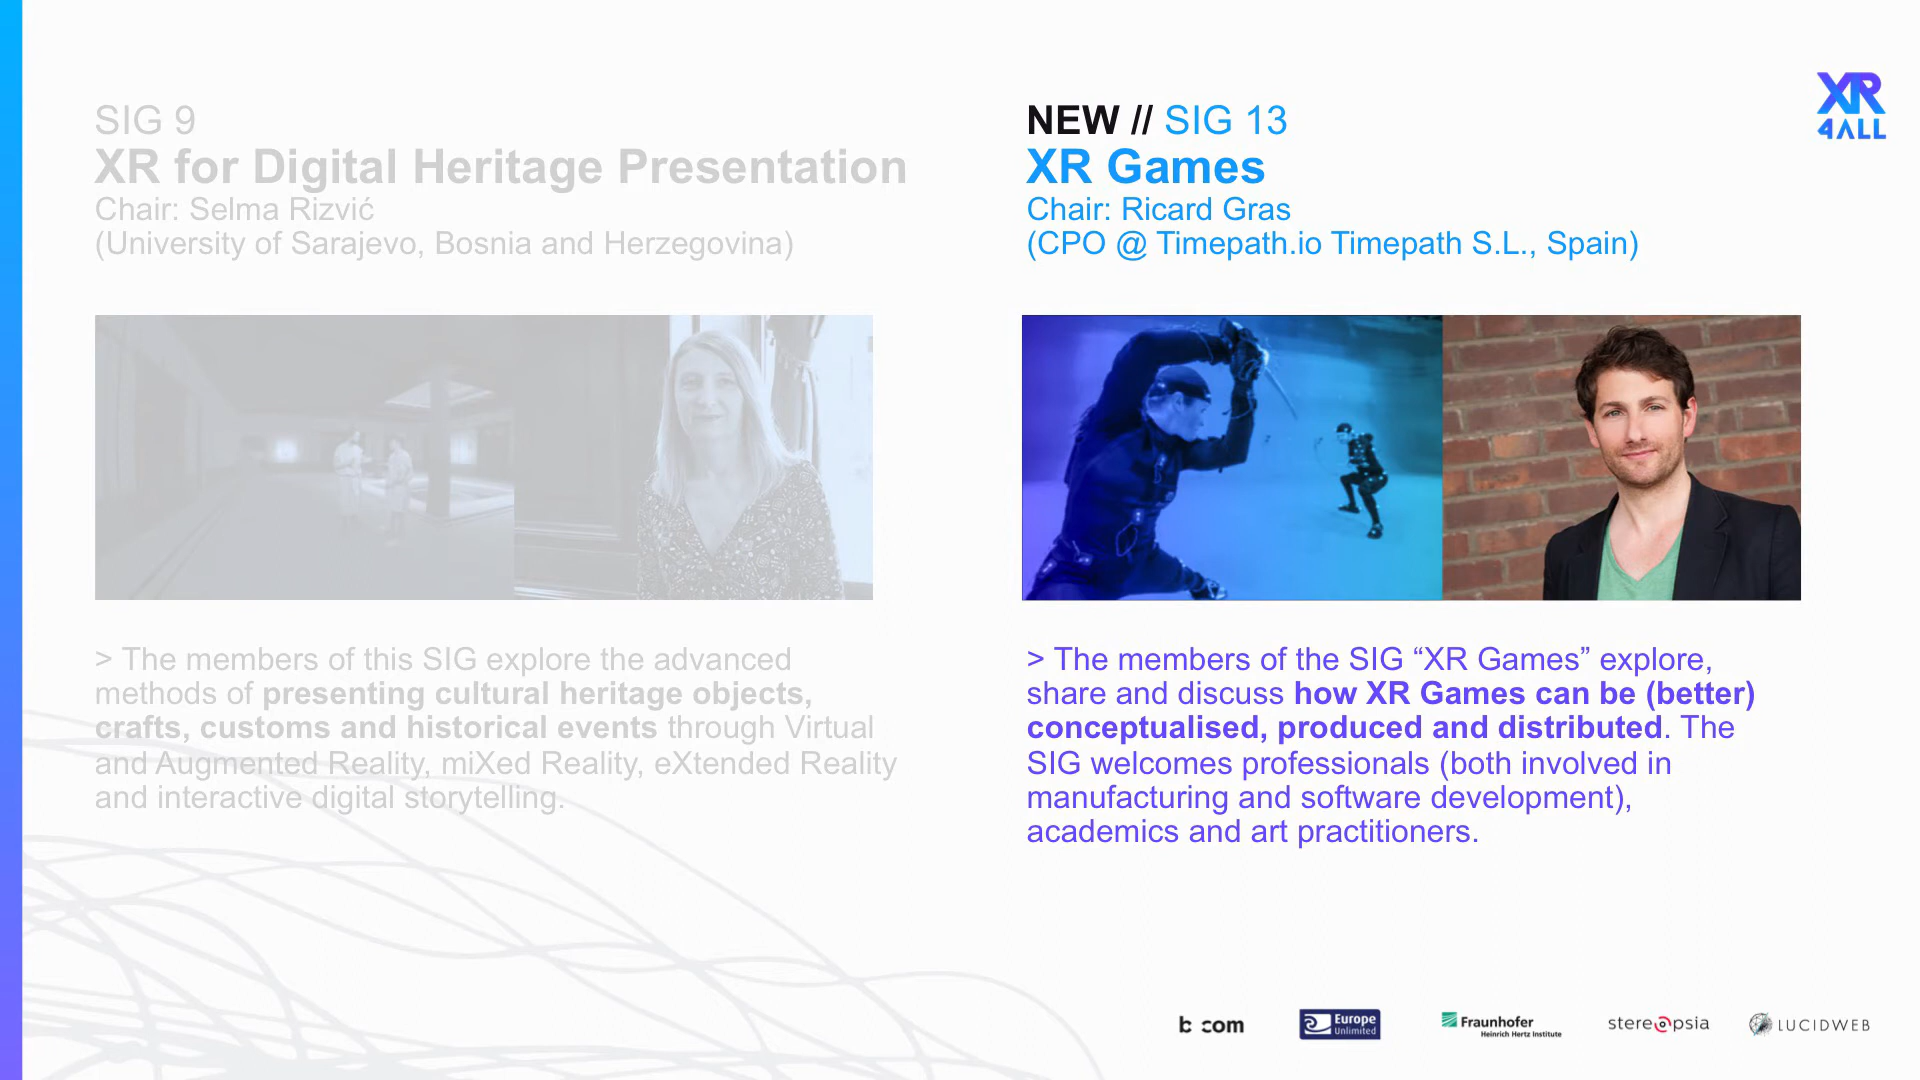 SIG 9
XR for Digital Heritage Presentation
Chair: Selma Rizvić
(University of Sarajevo, Bosnia and Herzegovina)
> The members of this SIG explore the advanced
methods of presenting cultural heritage objects,
crafts, customs and historical events through Virtual
and Augmented Reality, miXed Reality, eXtended Reality
and interactive digital storytelling.
NEW // SIG 13
XR Games
Chair: Ricard Gras
(CPO @ Timepath.io Timepath S.L., Spain)
> The members of the SIG “XR Games” explore,
share and discuss how XR Games can be (better)
conceptualised, produced and distributed. The
SIG welcomes professionals (both involved in
manufacturing and software development),
academics and art practitioners.
XR
4ALL
b com
Europe
Unlimited
Fraunhofer
Heinrich Hertz Institute
stereopsia
LUCIDWEB